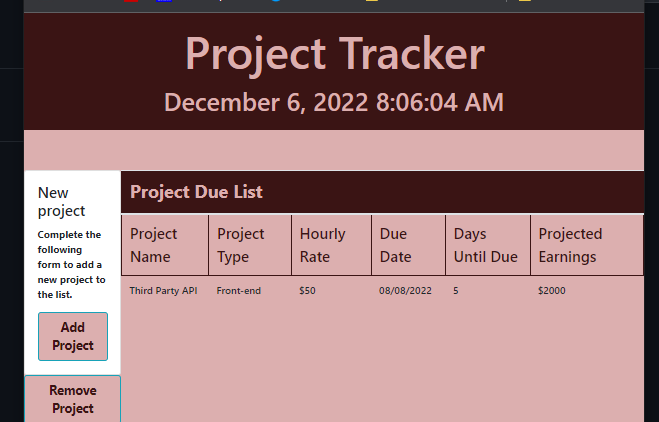 Project Tracker
December 6, 2022 8:06:04 AM
New
project
Complete the
following
form to add a
new project to
the list.
Add
Project
Remove
Project
Project Due List
Project Name
Project Type
Hourly Rate
Due Date
Days Until Due
Projected Earnings
Third Party API
Front-end
$50
08/08/2022
5
$2000